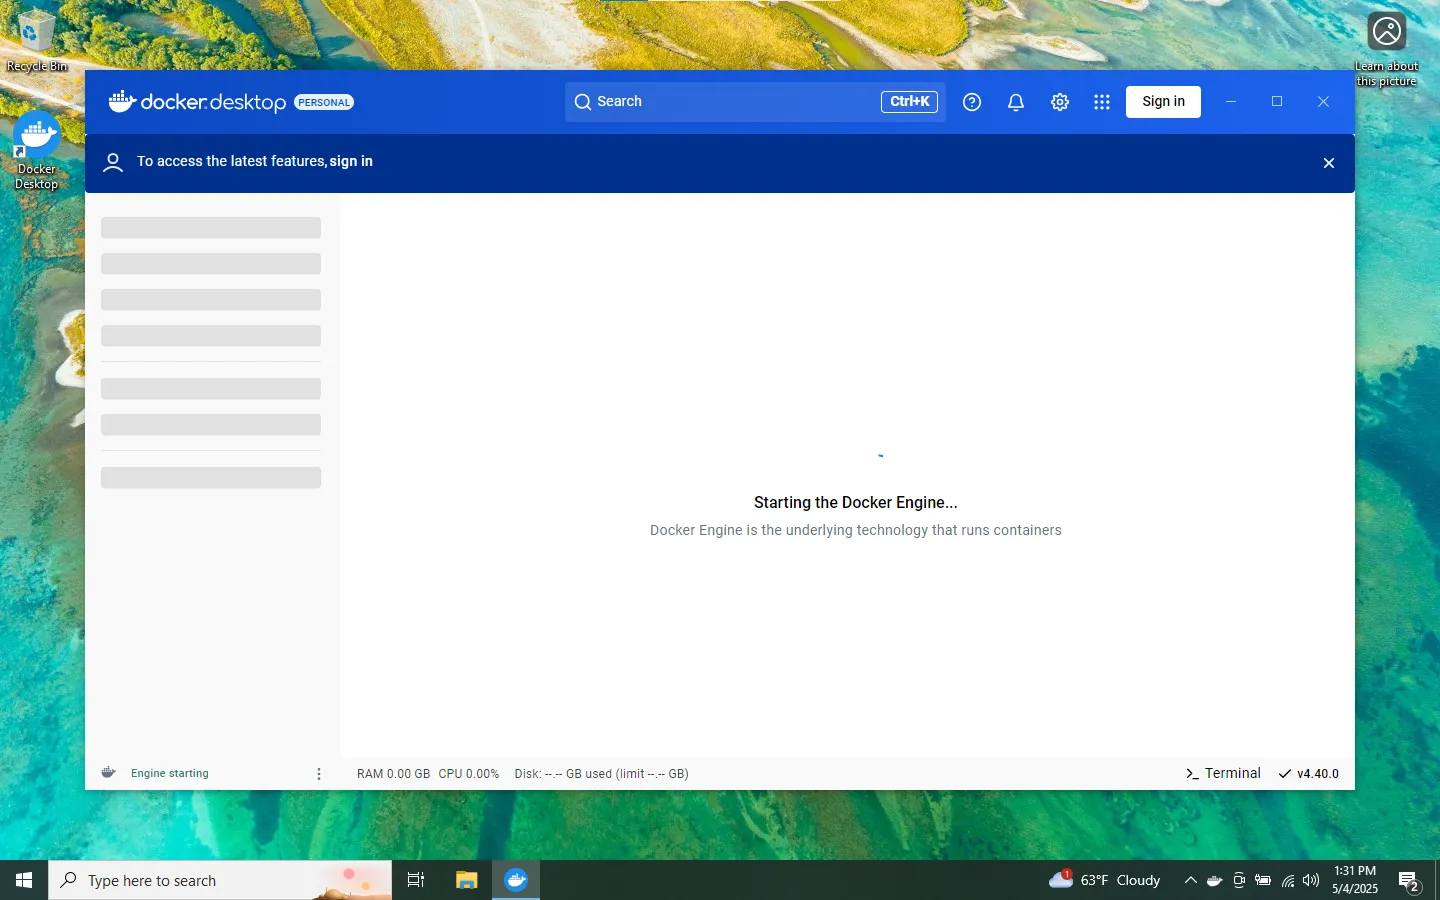 Recycle Bin
Learn about
this picture
docker.desktop PERSONAL
Search
Ctrl+K
Sign in
To access the latest features, sign in
Docker
Desktop
Starting the Docker Engine...
Docker Engine is the underlying technology that runs containers
Engine starting
RAM 0.00 GB CPU 0.00% Disk: --.-- GB used (limit --.-- GB)
Terminal
v4.40.0
Type here to search
1
63°F Cloudy
1:31 PM
5/4/2025
2